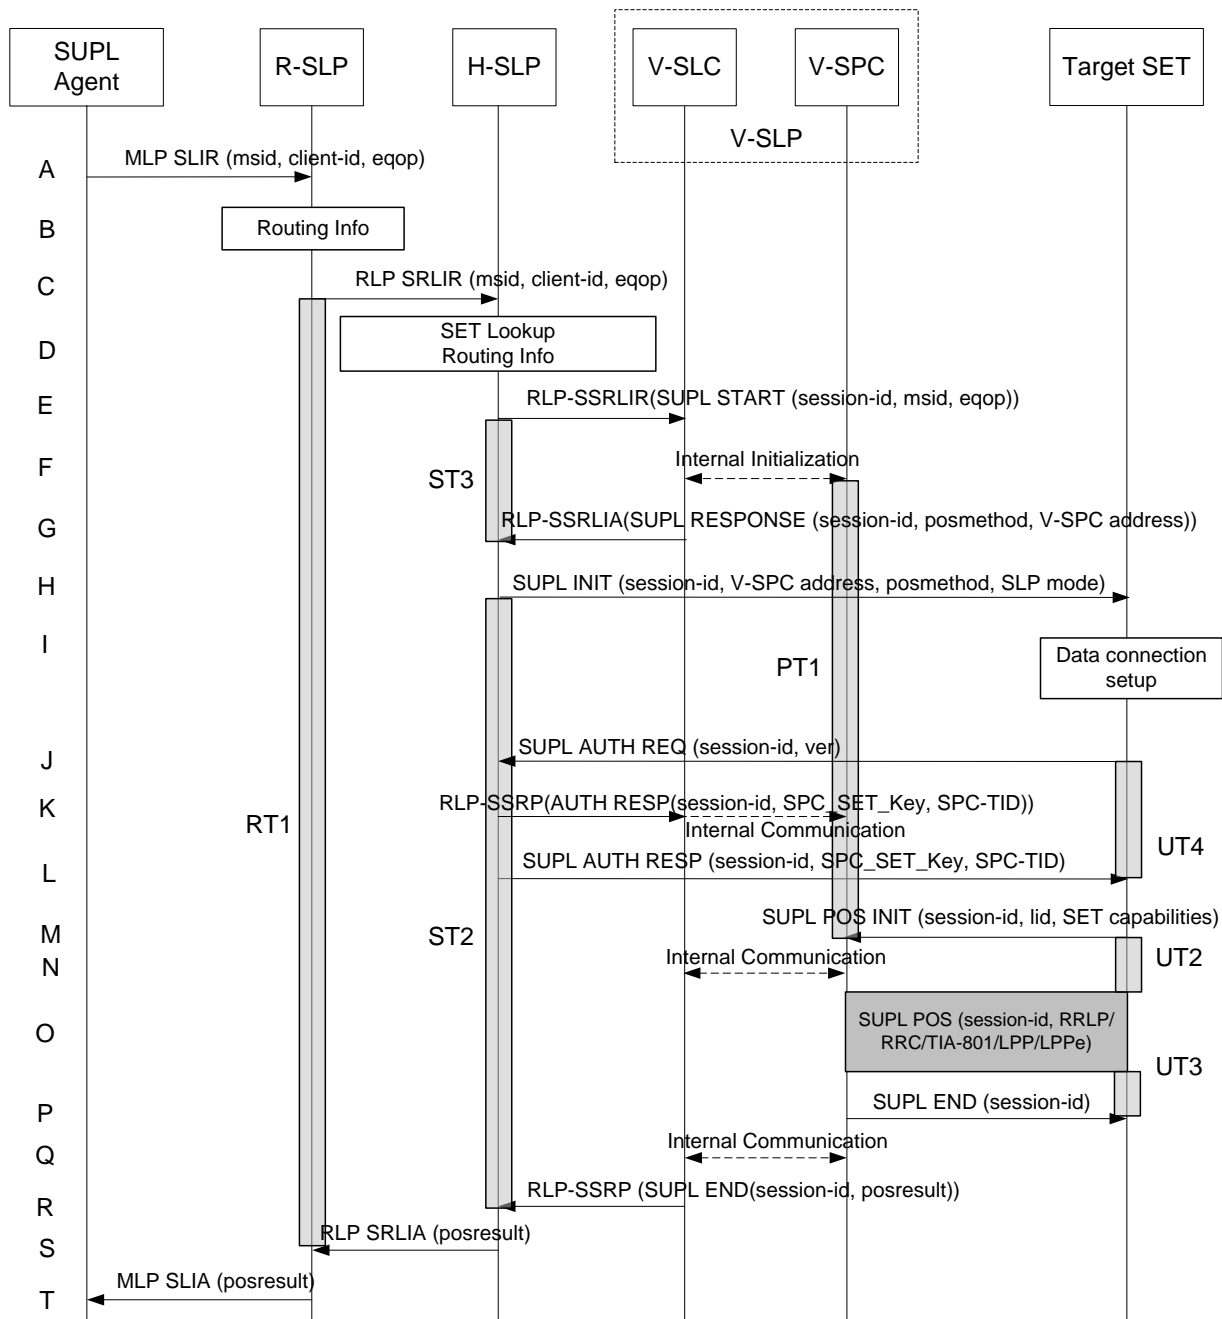 SUPL
Agent
R-SLP
H-SLP
V-SLC
V-SPC
Target SET
V-SLP
A
MLP SLIR (msid, client-id, eqop)
B
Routing Info
C
RLP SRLIR (msid, client-id, eqop)
D
SET Lookup
Routing Info
E
RLP-SSRLIR(SUPL START (session-id, msid, eqop))
F
ST3
Internal Initialization
G
RLP-SSRLIA(SUPL RESPONSE (session-id, posmethod, V-SPC address))
H
SUPL INIT (session-id, V-SPC address, posmethod, SLP mode)
I
Data connection
setup
PT1
J
SUPL AUTH REQ (session-id, ver)
K
RLP-SSRP(AUTH RESP(session-id, SPC_SET_Key, SPC-TID))
Internal Communication
RT1
UT4
L
SUPL AUTH RESP (session-id, SPC_SET_Key, SPC-TID)
M
ST2
SUPL POS INIT (session-id, lid, SET capabilities)
N
Internal Communication
UT2
O
SUPL POS (session-id, RRLP/
RRC/TIA-801/LPP/LPPe)
UT3
P
SUPL END (session-id)
Q
Internal Communication
R
RLP-SSRP (SUPL END(session-id, posresult))
S
RLP SRLIA (posresult)
T
MLP SLIA (posresult)